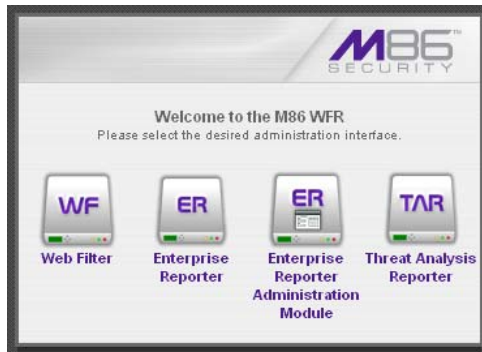 M86™
SECURITY
Welcome to the M86 WFR
Please select the desired administration interface.
WF
ER
ER
TAR
Web Filter
Enterprise
Reporter
Enterprise
Reporter
Administration
Module
Threat Analysis
Reporter